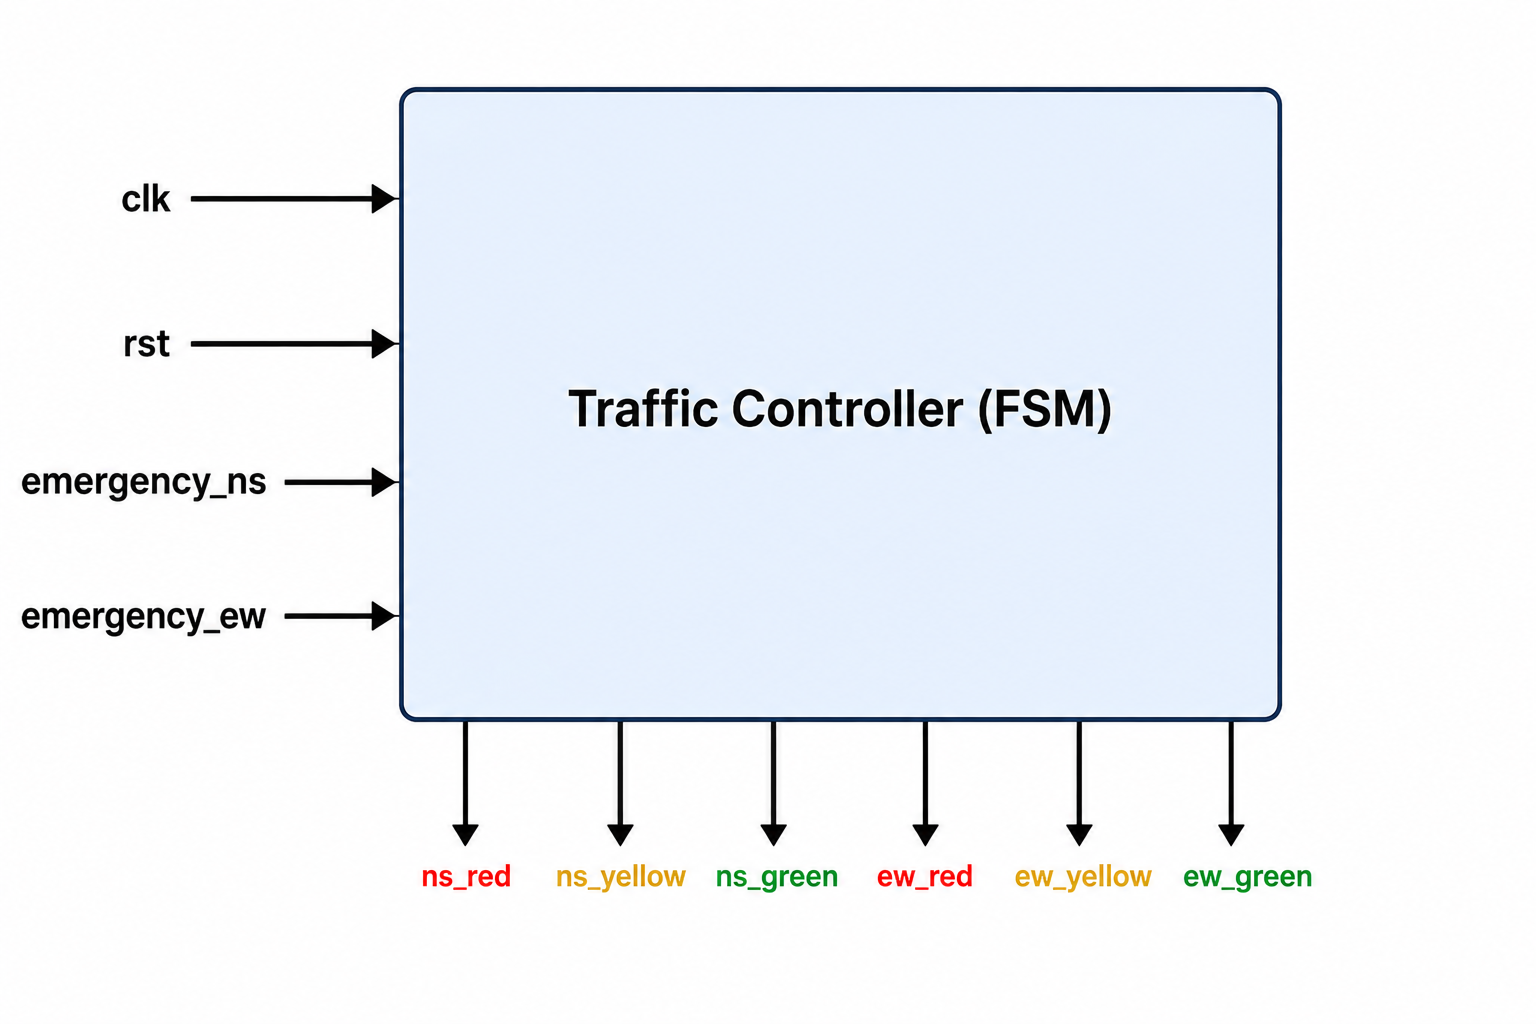 clk
rst
Traffic Controller (FSM)
emergency_ns
emergency_ew
ns_red ns_yellow ns_green ew_red ew_yellow ew_green